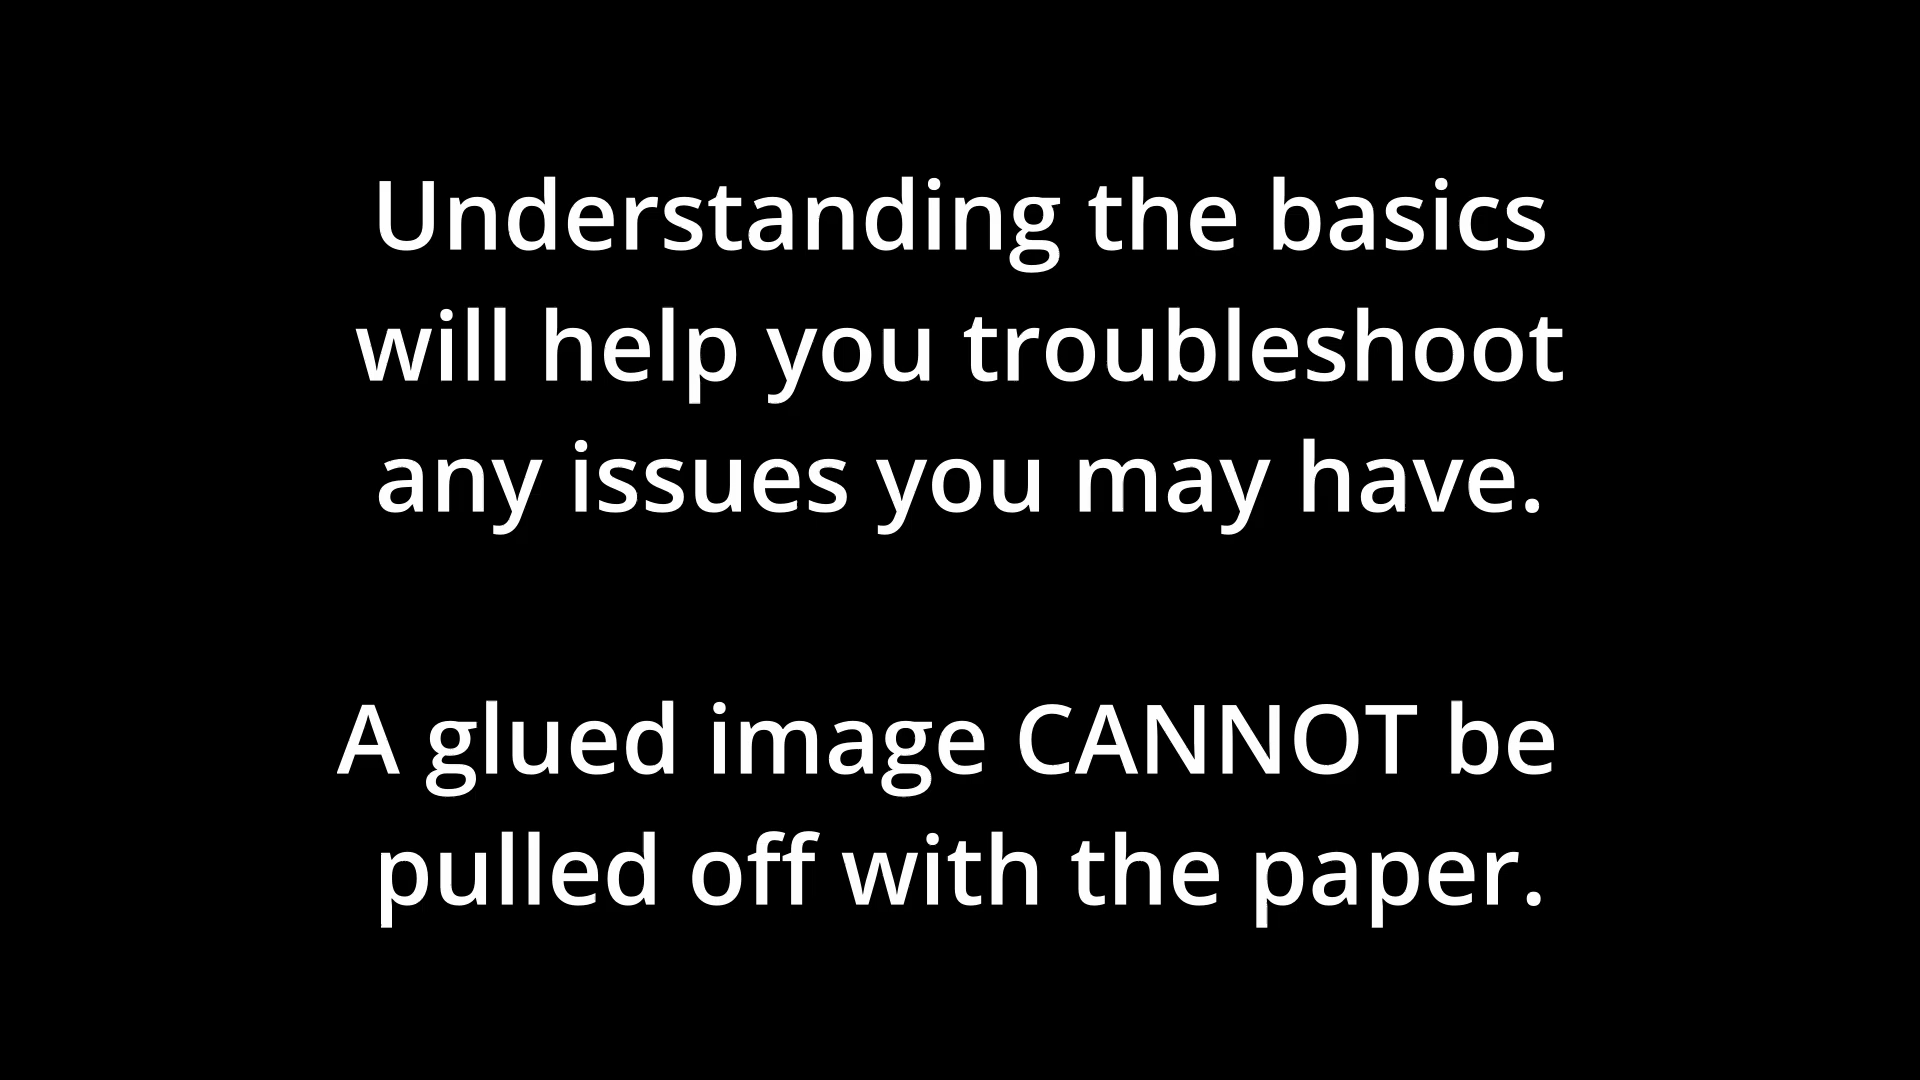 Understanding the basics
will help you troubleshoot
any issues you may have.
A glued image CANNOT be
pulled off with the paper.